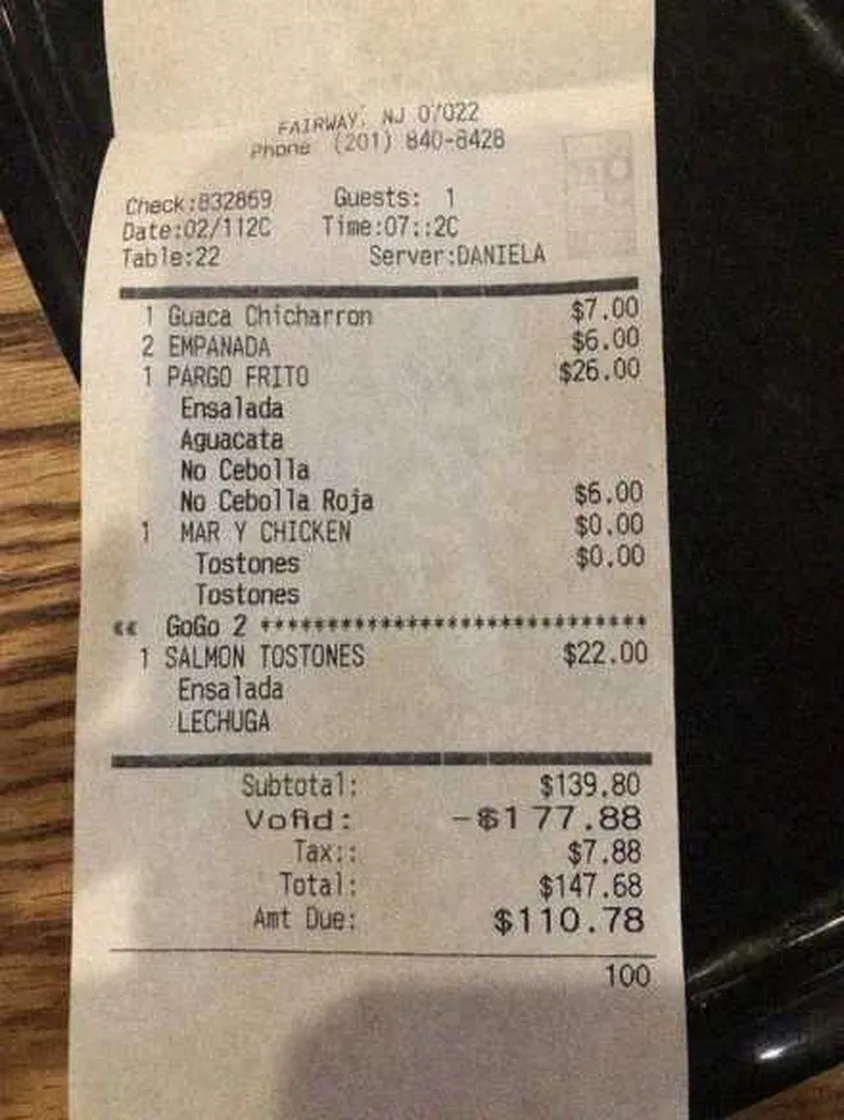 FAIRWAY, NJ 07022
Phone (201) 840-8428
Check:832869 Guests: 1
Date:02/112C Time:07::2C
Table:22 Server:DANIELA
1 Guaca Chicharron $7.00
2 EMPANADA $6.00
1 PARGO FRITO $26.00
Ensalada
Aguacata
No Cebolla
No Cebolla Roja $6.00
1 MAR Y CHICKEN $0.00
Tostones $0.00
Tostones
«« GoGo 2 ******************************
1 SALMON TOSTONES $22.00
Ensalada
LECHUGA
Subtotal: $139.80
Vofid: -$177.88
Tax:: $7.88
Total: $147.68
Amt Due: $110.78
100